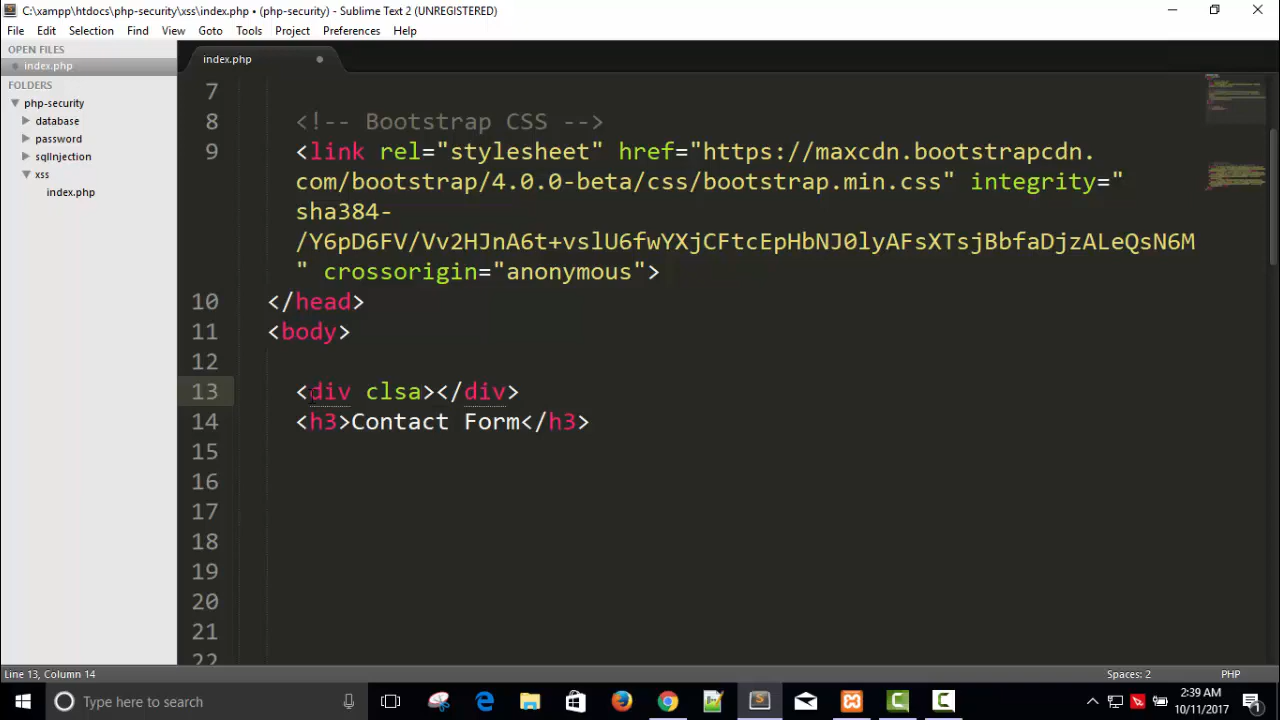 C:\xampp\htdocs\php-security\xss\index.php • (php-security) - Sublime Text 2 (UNREGISTERED)
File Edit Selection Find View Goto Tools Project Preferences Help
OPEN FILES
index.php
FOLDERS
php-security
database
password
sqlInjection
xss
index.php
index.php
7
8 <!-- Bootstrap CSS -->
9 <link rel="stylesheet" href="https://maxcdn.bootstrapcdn.
com/bootstrap/4.0.0-beta/css/bootstrap.min.css" integrity="
sha384-
/Y6pD6FV/Vv2HJnA6t+vslU6fwYXjCFtcEpHbNJ0lyAFsXTsjBbfaDjzALeQsN6M
" crossorigin="anonymous">
10 </head>
11 <body>
12
13 <div clsa></div>
14 <h3>Contact Form</h3>
15
16
17
18
19
20
21
22
Line 13, Column 14
Spaces: 2
PHP
Type here to search
2:39 AM
10/11/2017
1